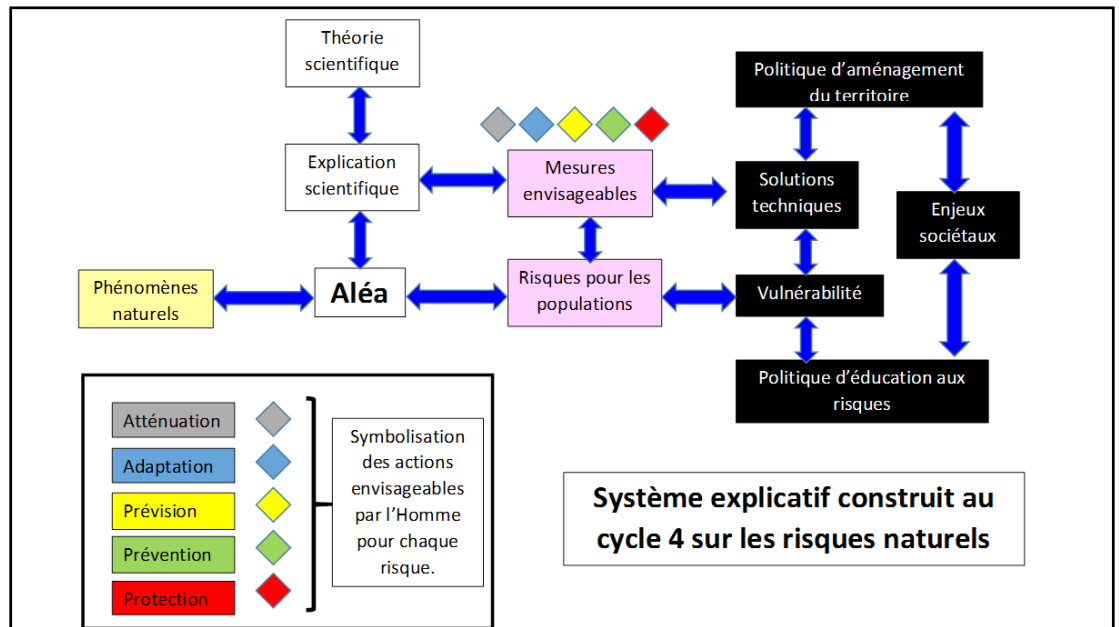 Théorie
scientifique
Politique d'aménagement
du territoire
Explication
scientifique
Mesures
envisageables
Solutions
techniques
Enjeux
sociétaux
Phénomènes
naturels
Aléa
Risques pour les
populations
Vulnérabilité
Politique d'éducation aux
risques
Atténuation
Adaptation
Prévision
Prévention
Protection
Symbolisation
des actions
envisageables
par l'Homme
pour chaque
risque.
Système explicatif construit au
cycle 4 sur les risques naturels